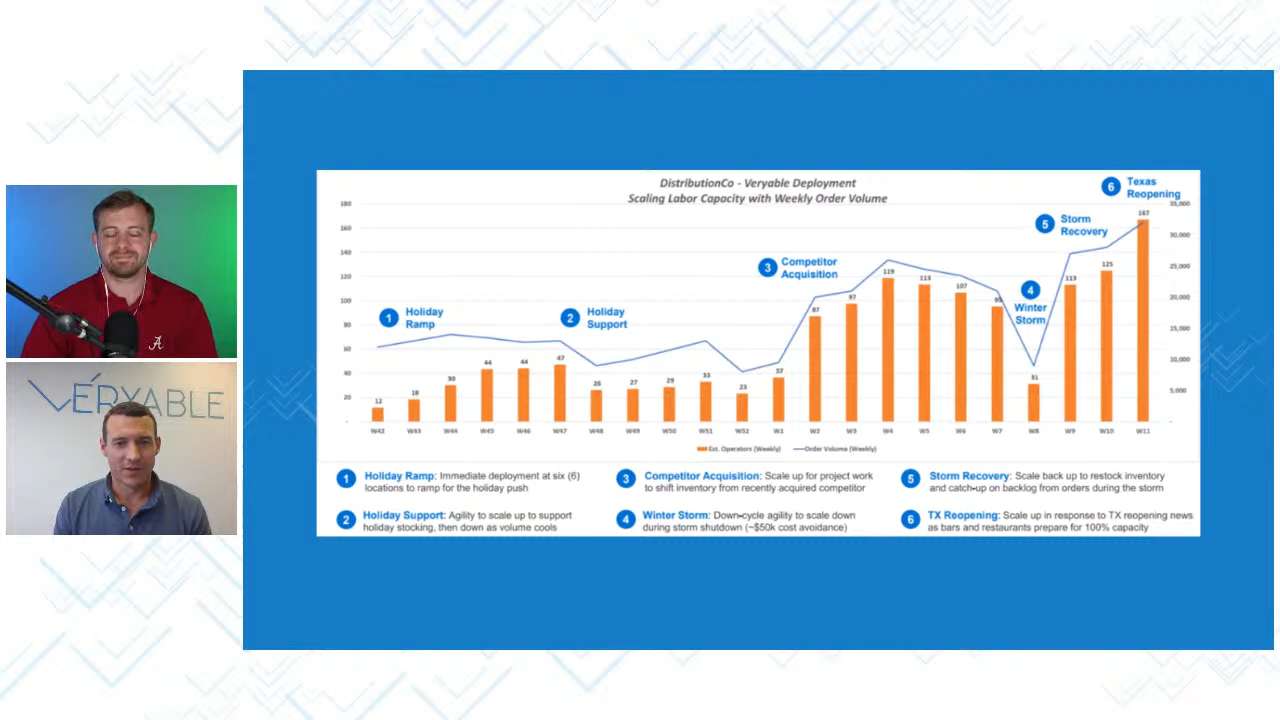 DistributionCo - Veryable Deployment
Scaling Labor Capacity with Weekly Order Volume
180
160
140
120
100
80
60
40
20
-
35,000
30,000
25,000
20,000
15,000
10,000
5,000
-
1 Holiday
Ramp
2 Holiday
Support
3 Competitor
Acquisition
4
Winter
Storm
5 Storm
Recovery
6 Texas
Reopening
12 18 30 44 44 47 26 27 29 33 23 37 87 97 119 113 107 95 31 113 125 167
W42 W43 W44 W45 W46 W47 W48 W49 W50 W51 W52 W1 W2 W3 W4 W5 W6 W7 W8 W9 W10 W11
Est. Operators (Weekly) Order Volume (Weekly)
1 Holiday Ramp: Immediate deployment at six (6)
locations to ramp for the holiday push
2 Holiday Support: Agility to scale up to support
holiday stocking, then down as volume cools
3 Competitor Acquisition: Scale up for project work
to shift inventory from recently acquired competitor
4 Winter Storm: Down-cycle agility to scale down
during storm shutdown (~$50k cost avoidance)
5 Storm Recovery: Scale back up to restock inventory
and catch-up on backlog from orders during the storm
6 TX Reopening: Scale up in response to TX reopening news
as bars and restaurants prepare for 100% capacity
A
VERYABLE